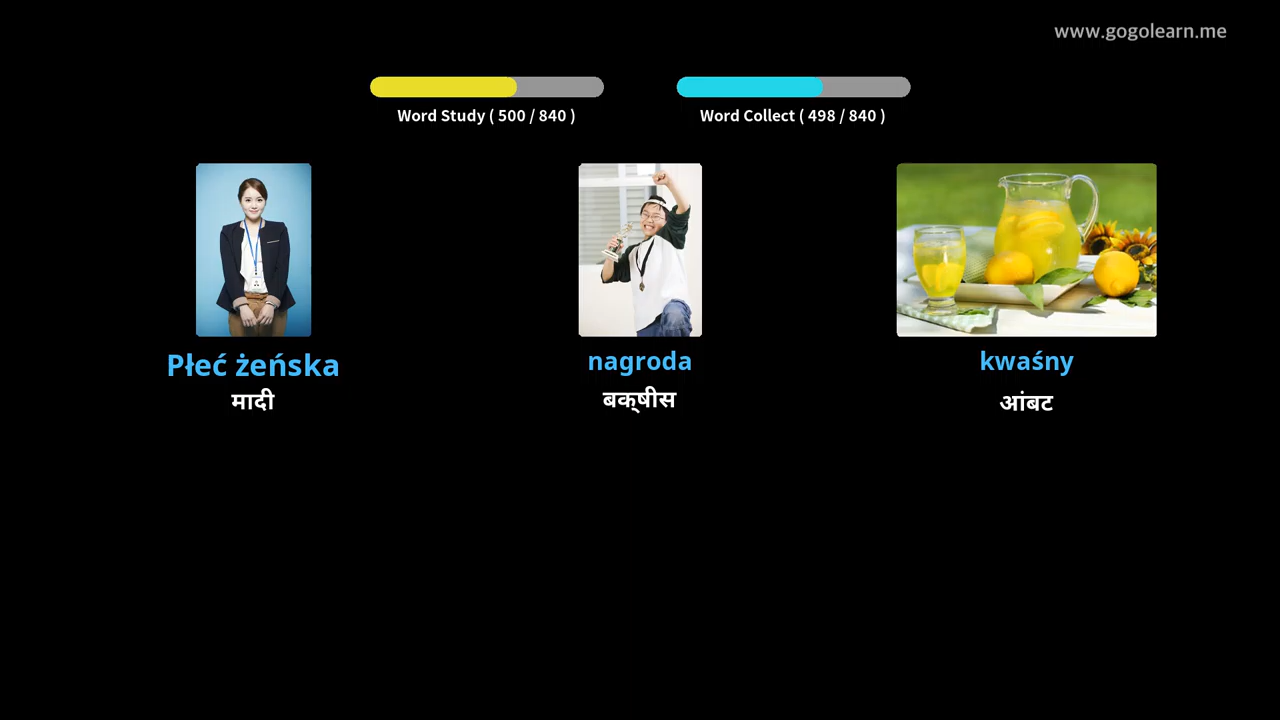 www.gogolearn.me
Word Study ( 500 / 840 )
Word Collect ( 498 / 840 )
Płeć żeńska
मादी
nagroda
बक्षीस
kwaśny
आंबट